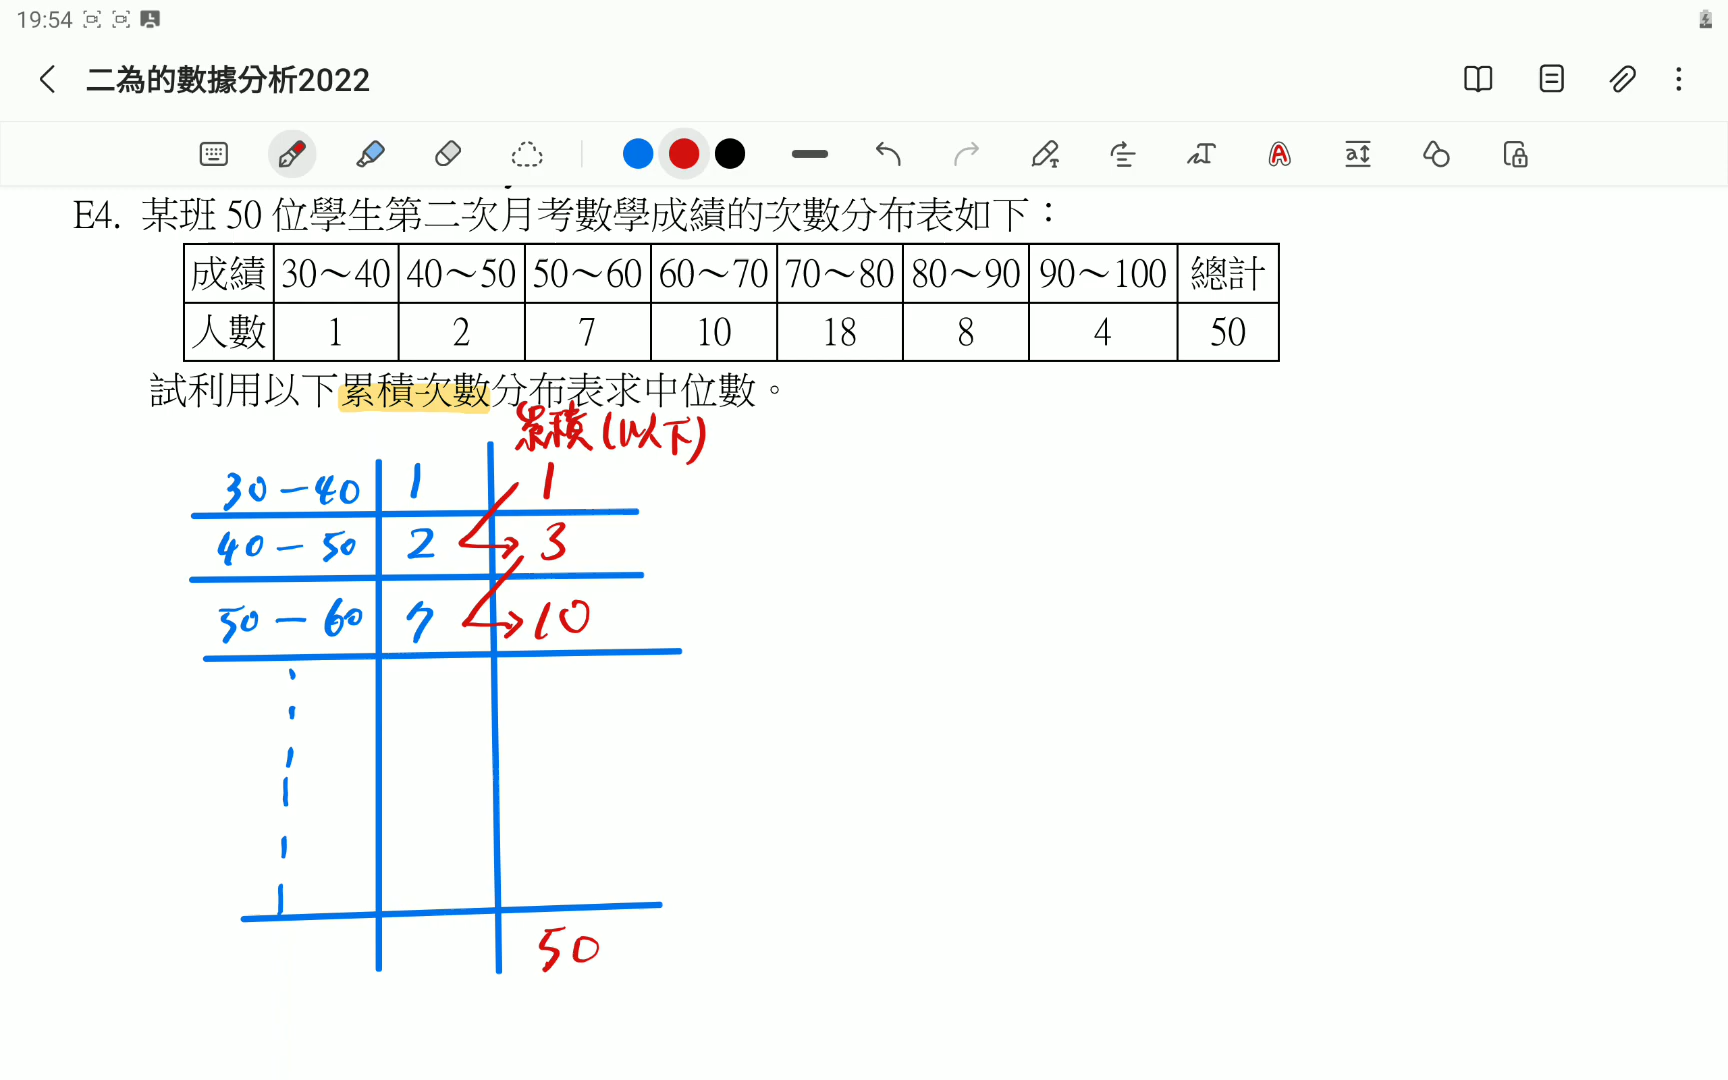 19:54
二為的數據分析2022
E4. 某班 50 位學生第二次月考數學成績的次數分布表如下：
成績 30～40 40～50 50～60 60～70 70～80 80～90 90～100 總計
人數 1 2 7 10 18 8 4 50
試利用以下累積次數分布表求中位數。
累積(以下)
30-40 1 1
40-50 2 3
50-60 7 10
50